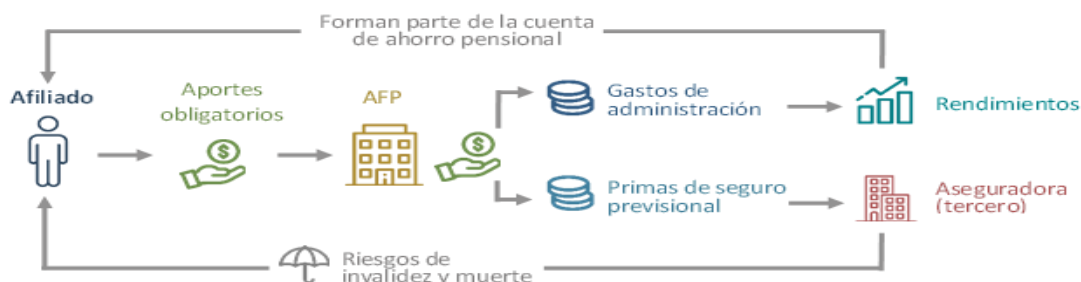 Forman parte de la cuenta
de ahorro pensional
Afiliado
Aportes
obligatorios
$
AFP
$
Gastos de
administración
Rendimientos
Primas de seguro
previsional
Aseguradora
(tercero)
Riesgos de
invalidez y muerte